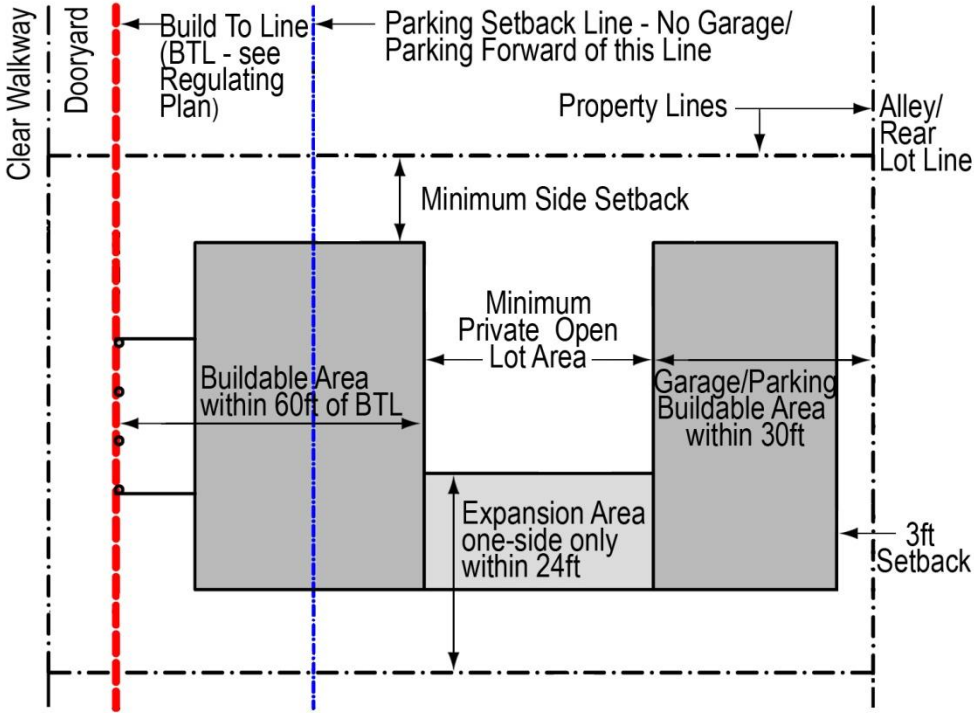 Clear Walkway
Dooryard
Build To Line
(BTL - see
Regulating
Plan)
Parking Setback Line - No Garage/
Parking Forward of this Line
Property Lines
Alley/
Rear
Lot Line
Minimum Side Setback
Minimum
Private Open
Lot Area
Buildable Area
within 60ft of BTL
Garage/Parking
Buildable Area
within 30ft
Expansion Area
one-side only
within 24ft
3ft
Setback